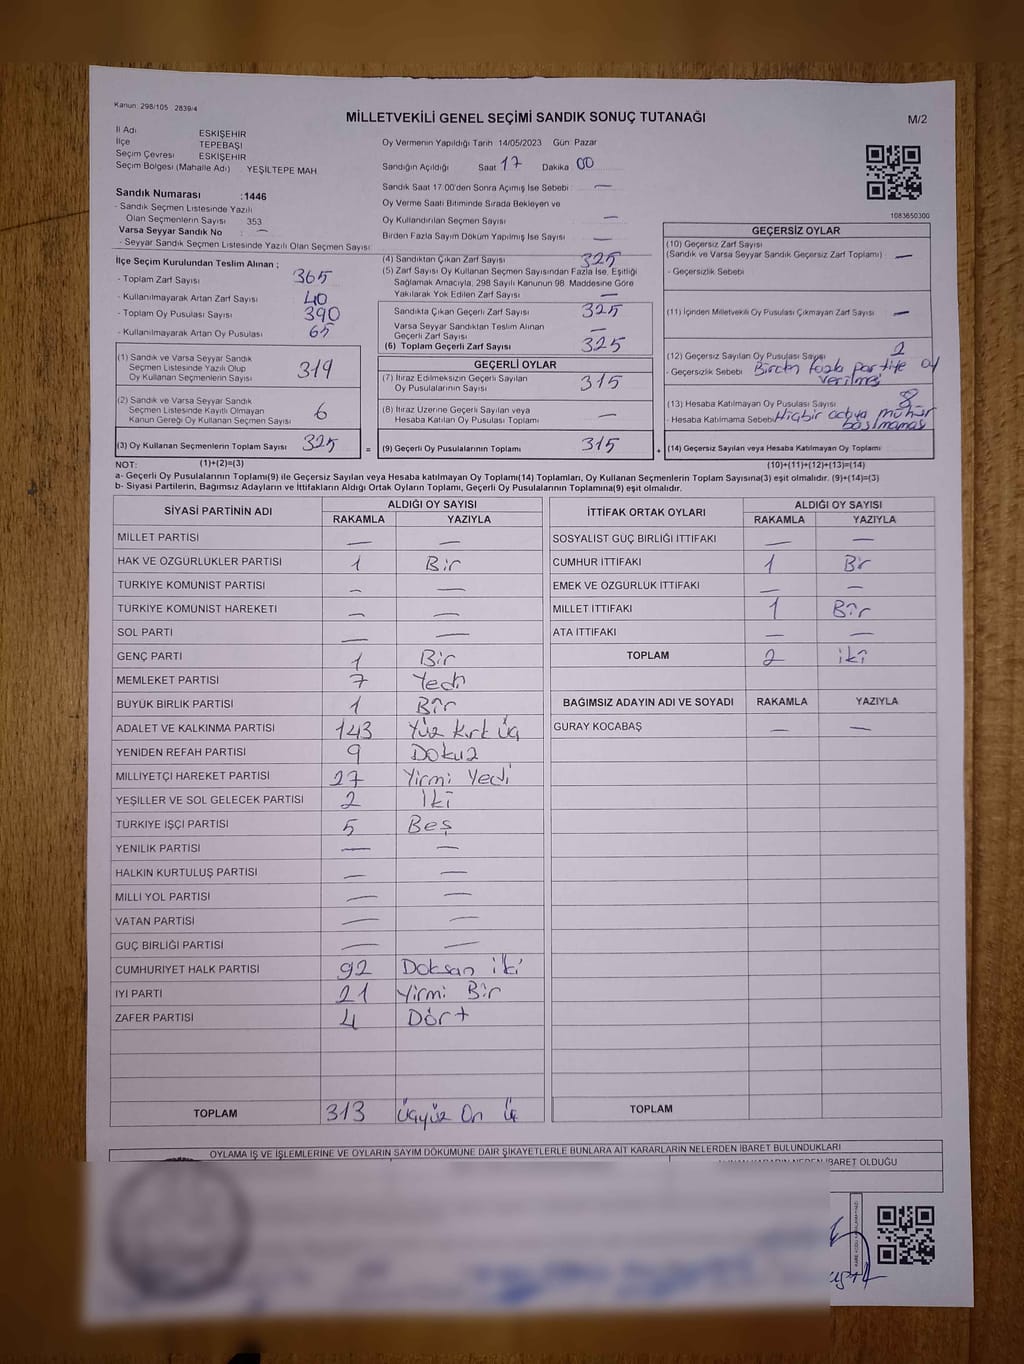 Kanun: 298/105 2839/4
MİLLETVEKİLİ GENEL SEÇİMİ SANDIK SONUÇ TUTANAĞI
M/2
İl Adı ESKİŞEHİR
İlçe TEPEBAŞI
Seçim Çevresi ESKİŞEHİR
Seçim Bölgesi (Mahalle Adı) YEŞİLTEPE MAH
Oy Vermenin Yapıldığı Tarih 14/05/2023 Gün: Pazar
Sandığın Açıldığı Saat 17 Dakika 00
Sandık Saat 17.00'den Sonra Açımış İse Sebebi : —
Oy Verme Saati Bitiminde Sırada Bekleyen ve
Oy Kullandırılan Seçmen Sayısı —
Birden Fazla Sayım Döküm Yapılmış İse Sayısı —
Sandık Numarası :1446
- Sandık Seçmen Listesinde Yazılı
Olan Seçmenlerin Sayısı 353
Varsa Seyyar Sandık No —
- Seyyar Sandık Seçmen Listesinde Yazılı Olan Seçmen Sayısı
1083650300
İlçe Seçim Kurulundan Teslim Alınan ;
- Toplam Zarf Sayısı 365
- Kullanılmayarak Artan Zarf Sayısı 40
- Toplam Oy Pusulası Sayısı 390
- Kullanılmayarak Artan Oy Pusulası 65
(1) Sandık ve Varsa Seyyar Sandık
Seçmen Listesinde Yazılı Olup
Oy Kullanan Seçmenlerin Sayısı 319
(2) Sandık ve Varsa Seyyar Sandık
Seçmen Listesinde Kayıtlı Olmayan
Kanun Gereği Oy Kullanan Seçmen Sayısı 6
(3) Oy Kullanan Seçmenlerin Toplam Sayısı 325
(1)+(2)=(3)
(4) Sandıktan Çıkan Zarf Sayısı 325
(5) Zarf Sayısı Oy Kullanan Seçmen Sayısından Fazla İse, Eşitliği
Sağlamak Amacıyla, 298 Sayılı Kanunun 98. Maddesine Göre
Yakılarak Yok Edilen Zarf Sayısı —
Sandıkta Çıkan Geçerli Zarf Sayısı 325
Varsa Seyyar Sandıktan Teslim Alınan
Geçerli Zarf Sayısı —
(6) Toplam Geçerli Zarf Sayısı 325
GEÇERLİ OYLAR
(7) İtiraz Edilmeksizin Geçerli Sayılan
Oy Pusulalarının Sayısı 315
(8) İtiraz Üzerine Geçerli Sayılan veya
Hesaba Katılan Oy Pusulaları Toplamı —
= (9) Geçerli Oy Pusulalarının Toplamı 315
GEÇERSİZ OYLAR
(10) Geçersiz Zarf Sayısı
(Sandık ve Varsa Seyyar Sandık Geçersiz Zarf Toplamı) —
- Geçersizlik Sebebi
(11) İçinden Milletvekili Oy Pusulası Çıkmayan Zarf Sayısı —
(12) Geçersiz Sayılan Oy Pusulası Sayısı 2
- Geçersizlik Sebebi Birden fazla partiye oy
verilmesi
(13) Hesaba Katılmayan Oy Pusulası Sayısı 8
- Hesaba Katılmama Sebebi Hiçbir mühür
basılmaması
+ (14) Geçersiz Sayılan veya Hesaba Katılmayan Oy Toplamı
(10)+(11)+(12)+(13)=(14)
NOT:
a- Geçerli Oy Pusulalarının Toplamı(9) ile Geçersiz Sayılan veya Hesaba katılmayan Oy Toplamı(14) Toplamları, Oy Kullanan Seçmenlerin Toplam Sayısına(3) eşit olmalıdır. (9)+(14)=(3)
b- Siyasi Partilerin, Bağımsız Adayların ve İttifakların Aldığı Ortak Oyların Toplamı, Geçerli Oy Pusulalarının Toplamına(9) eşit olmalıdır.
SİYASİ PARTİNİN ADI ALDIĞI OY SAYISI
RAKAMLA YAZIYLA
MİLLET PARTİSİ — —
HAK VE ÖZGÜRLÜKLER PARTİSİ 1 Bir
TÜRKİYE KOMÜNİST PARTİSİ — —
TÜRKİYE KOMÜNİST HAREKETİ — —
SOL PARTİ — —
GENÇ PARTİ 1 Bir
MEMLEKET PARTİSİ 7 Yedi
BÜYÜK BİRLİK PARTİSİ 1 Bir
ADALET VE KALKINMA PARTİSİ 143 Yüz Kırk Üç
YENİDEN REFAH PARTİSİ 9 Dokuz
MİLLİYETÇİ HAREKET PARTİSİ 27 Yirmi Yedi
YEŞİLLER VE SOL GELECEK PARTİSİ 2 İki
TÜRKİYE İŞÇİ PARTİSİ 5 Beş
YENİLİK PARTİSİ — —
HALKIN KURTULUŞ PARTİSİ — —
MİLLİ YOL PARTİSİ — —
VATAN PARTİSİ — —
GÜÇ BİRLİĞİ PARTİSİ — —
CUMHURİYET HALK PARTİSİ 92 Doksan iki
İYİ PARTİ 21 Yirmi Bir
ZAFER PARTİSİ 4 Dört
TOPLAM 313 Üçyüz On Üç
İTTİFAK ORTAK OYLARI ALDIĞI OY SAYISI
RAKAMLA YAZIYLA
SOSYALİST GÜÇ BİRLİĞİ İTTİFAKI — —
CUMHUR İTTİFAKI 1 Bir
EMEK VE ÖZGÜRLÜK İTTİFAKI — —
MİLLET İTTİFAKI 1 Bir
ATA İTTİFAKI — —
TOPLAM 2 iki
BAĞIMSIZ ADAYIN ADI VE SOYADI RAKAMLA YAZIYLA
GÜRAY KOCABAŞ — —
TOPLAM
OYLAMA İŞ VE İŞLEMLERİNE VE OYLARIN SAYIM DÖKÜMÜNE DAİR ŞİKAYETLERLE BUNLARA AİT KARARLARIN NELERDEN İBARET BULUNDUKLARI
İBARET OLDUĞU